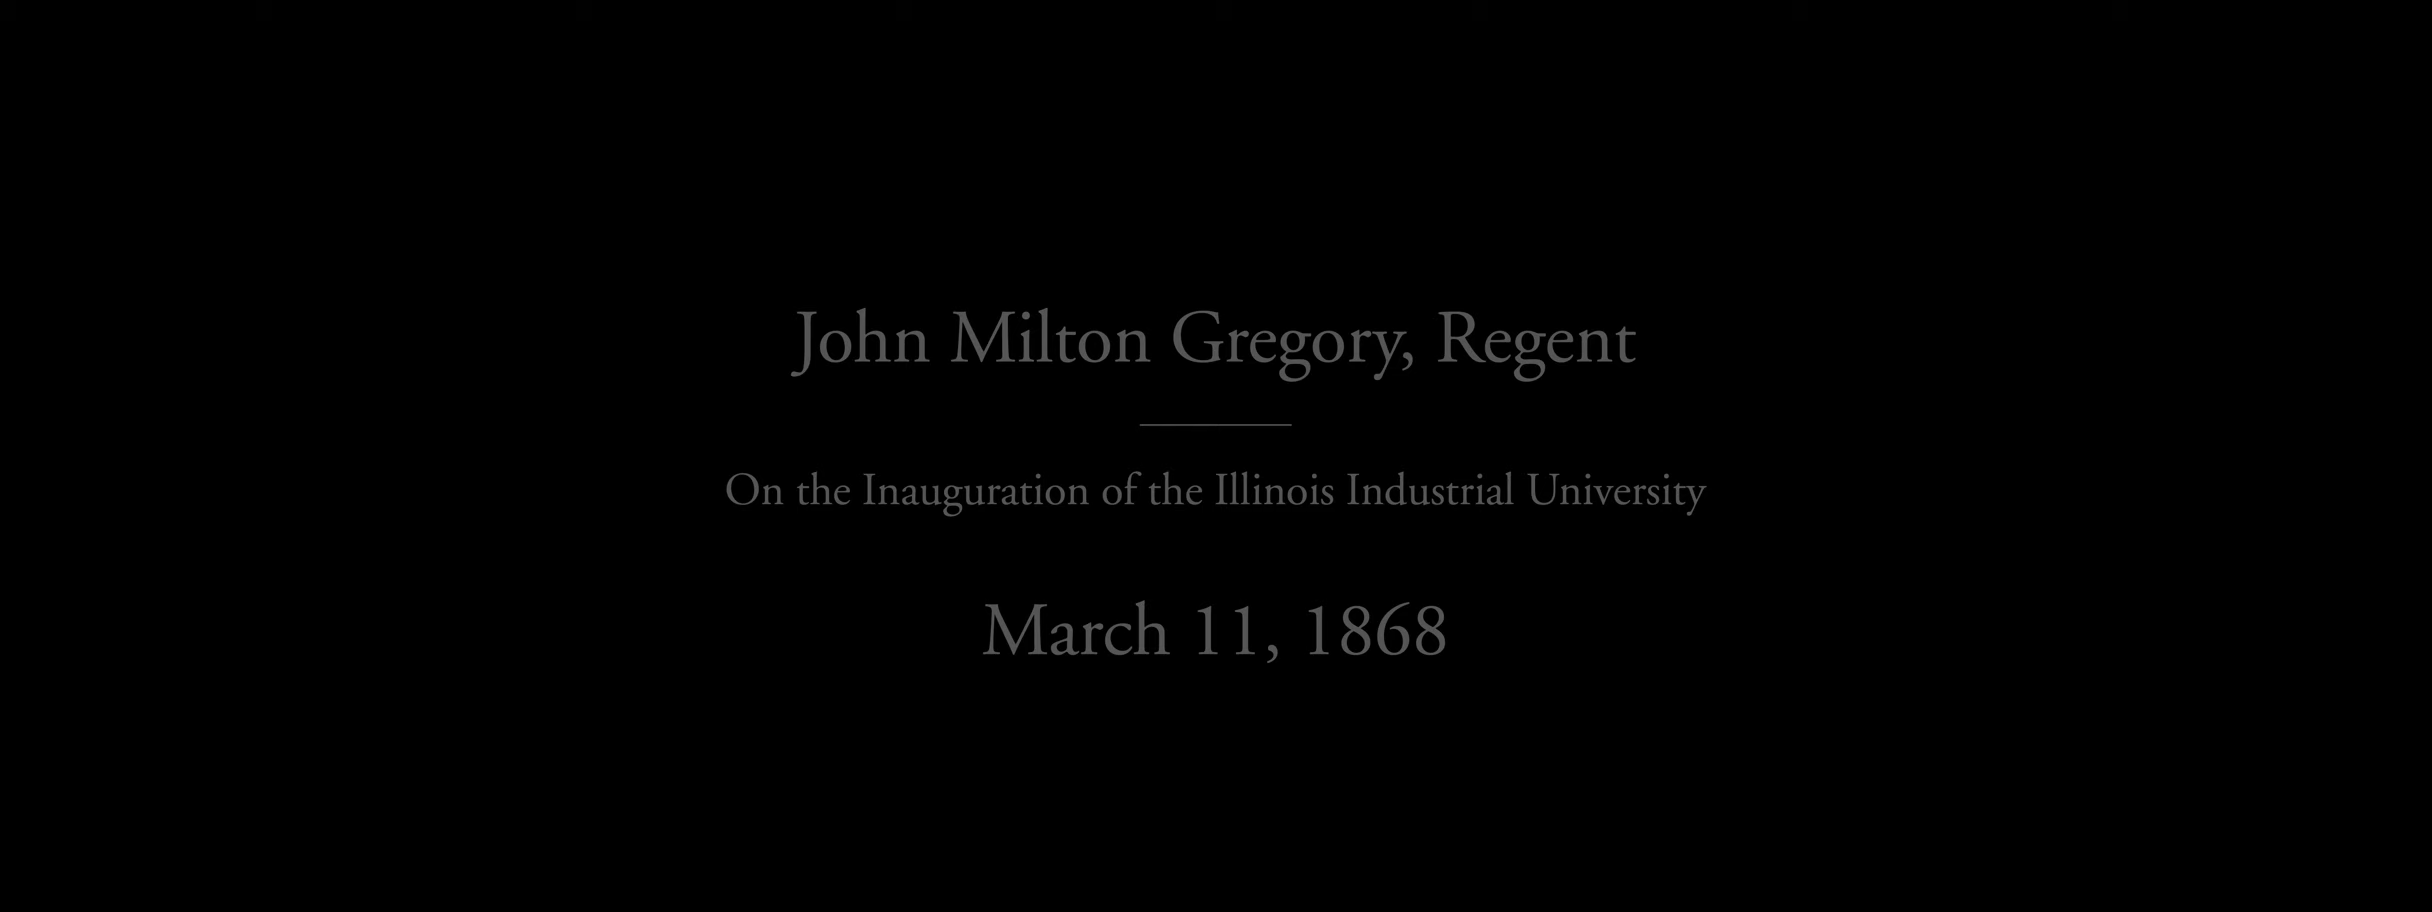 John Milton Gregory, Regent
On the Inauguration of the Illinois Industrial University
March 11, 1868